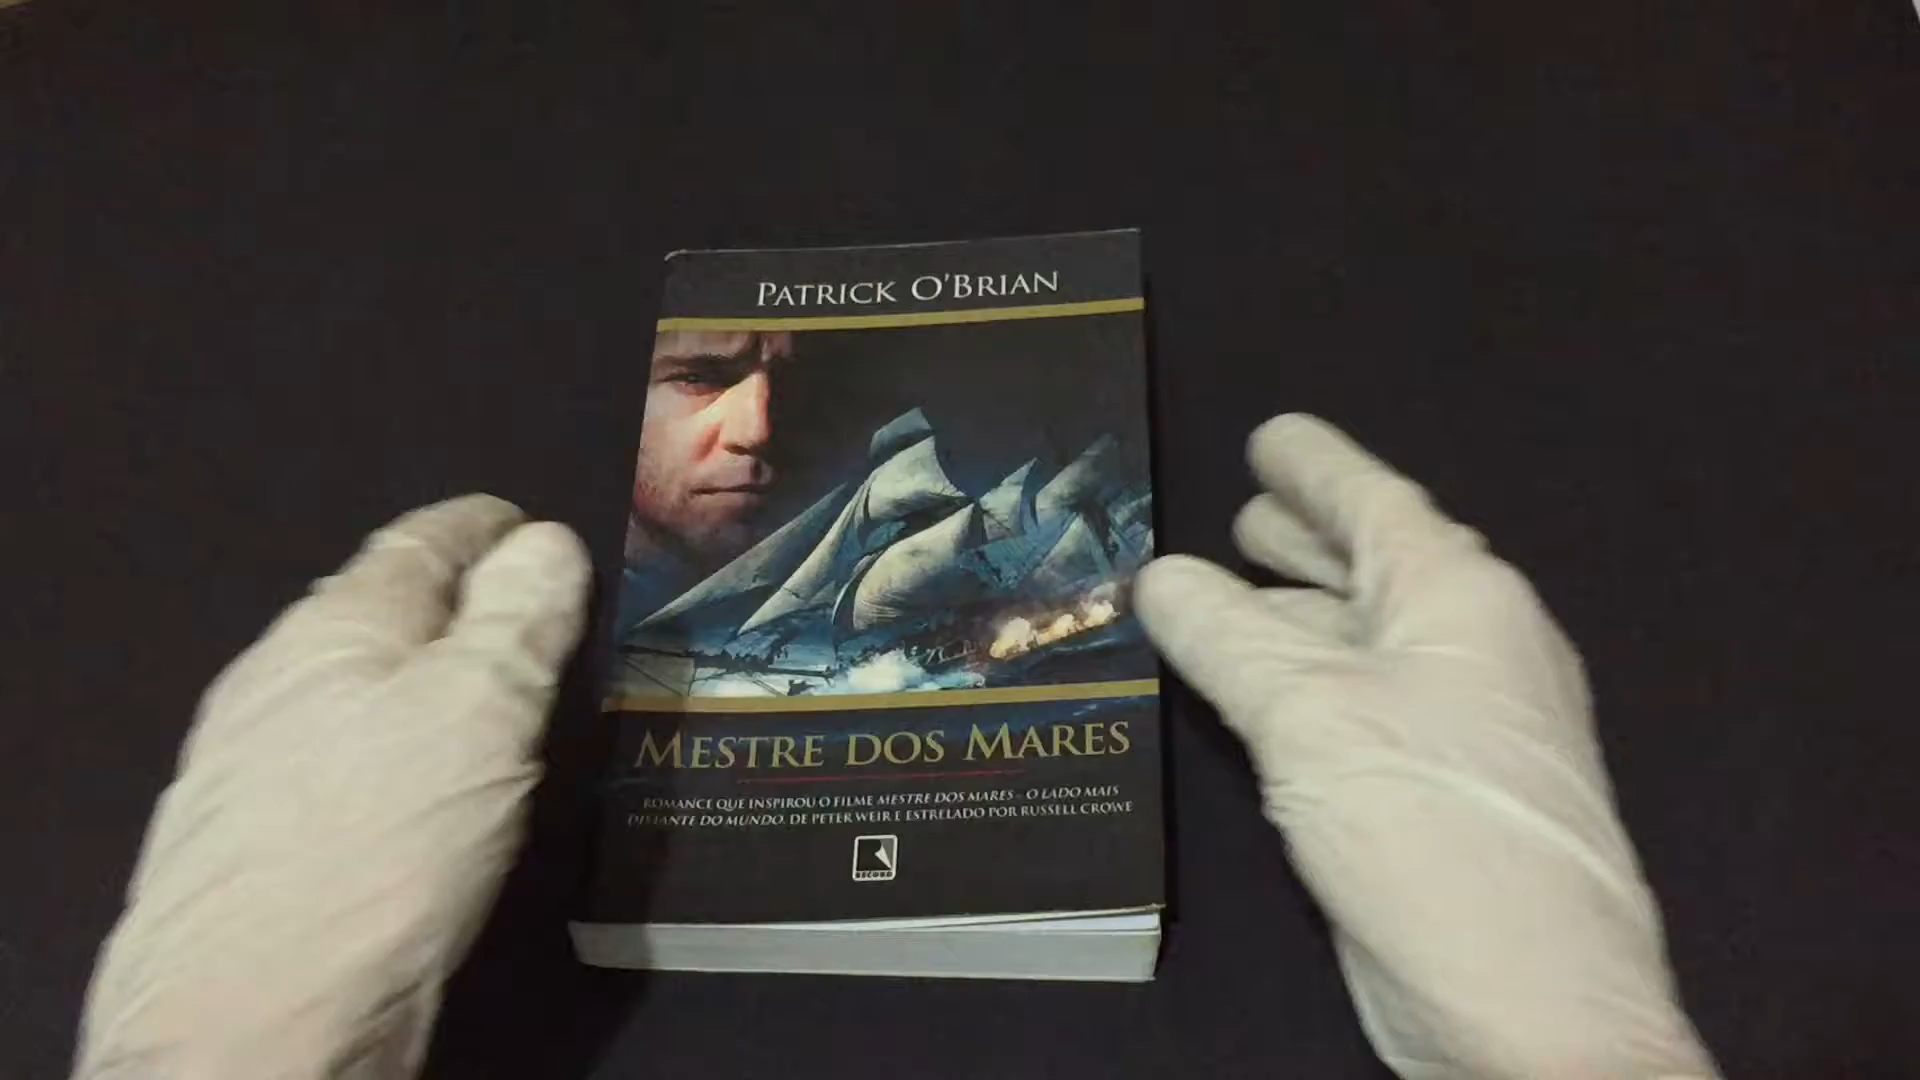 PATRICK O'BRIAN
MESTRE DOS MARES
ROMANCE QUE INSPIROU O FILME MESTRE DOS MARES - O LADO MAIS
DISTANTE DO MUNDO, DE PETER WEIR E ESTRELADO POR RUSSELL CROWE
RECORD